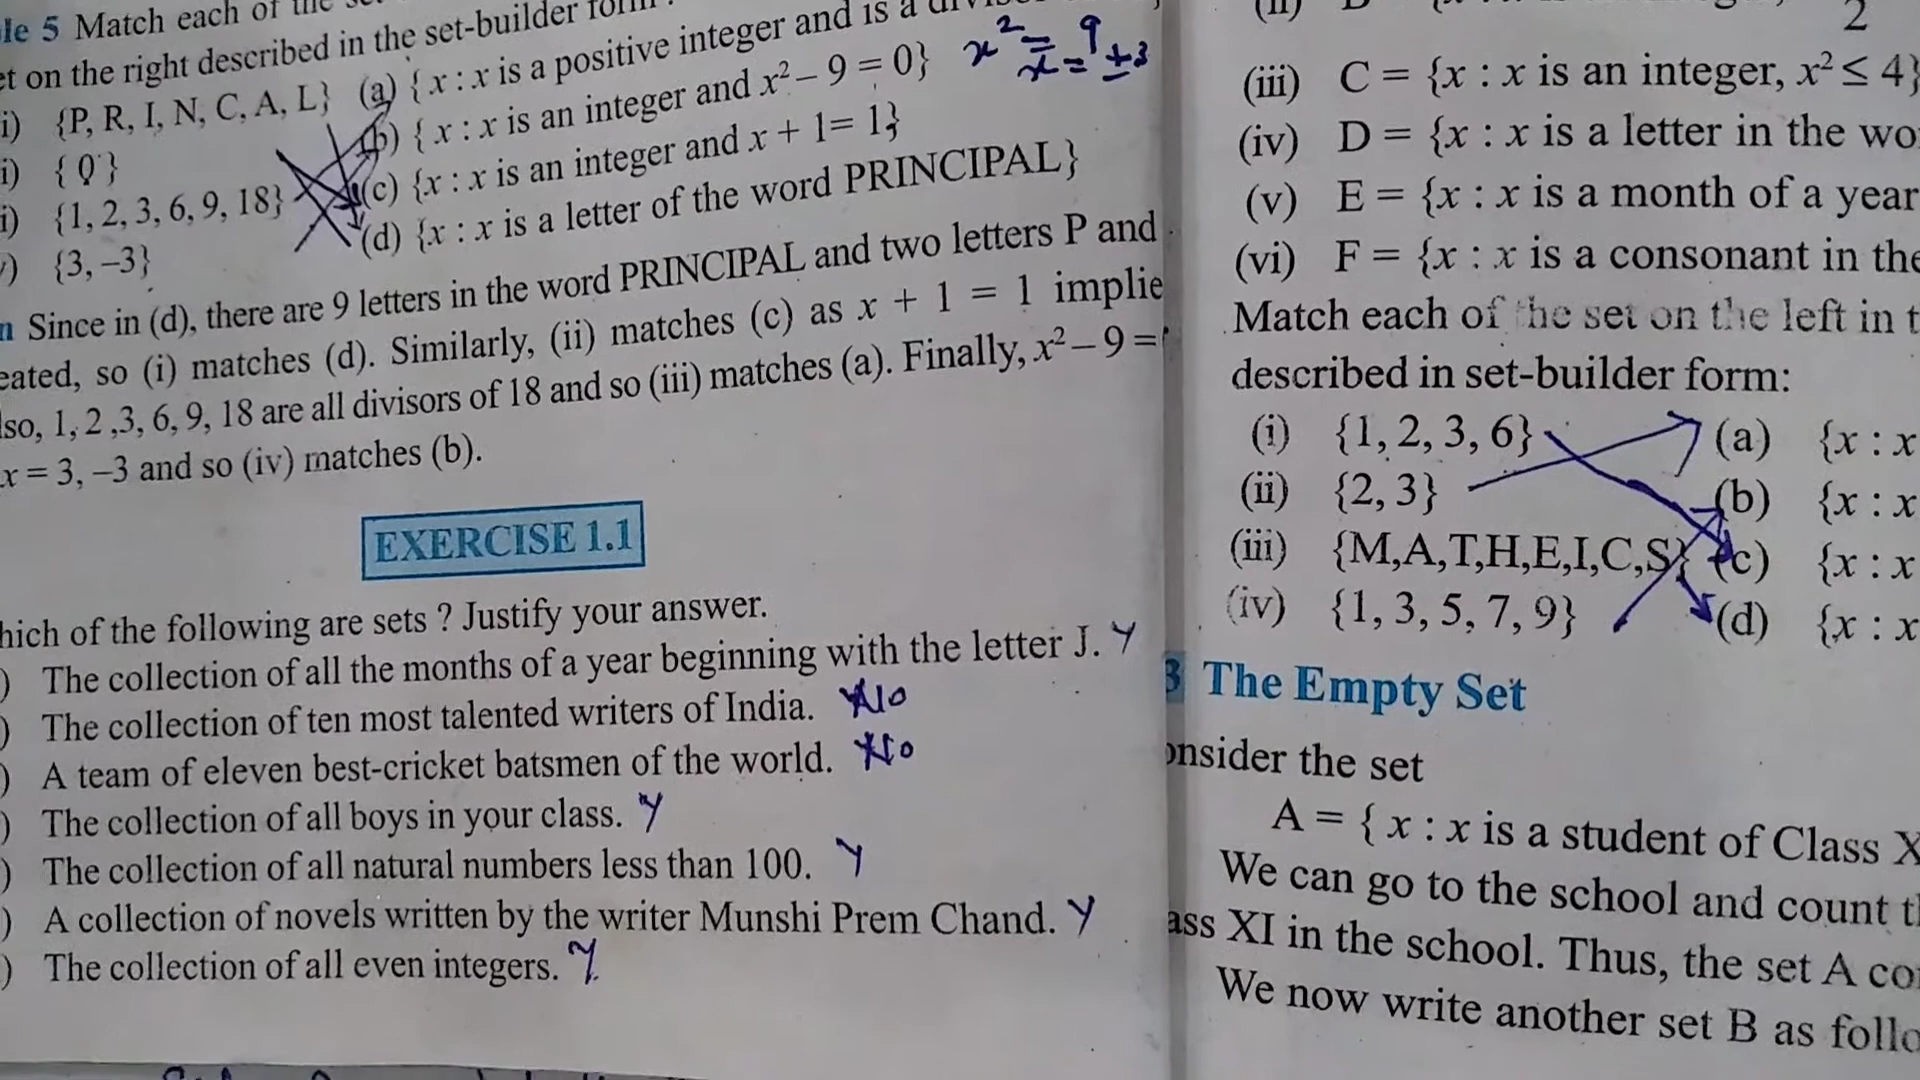 5 Match each of the
on the right described in the set-builder form
{P, R, I, N, C, A, L} (a) {x : x is a positive integer and is a
x² = 9
x = ±3
{ 0 } (b) { x : x is an integer and x² – 9 = 0}
{1, 2, 3, 6, 9, 18} (c) {x : x is an integer and x + 1= 1}
{3, –3} (d) {x : x is a letter of the word PRINCIPAL}
Since in (d), there are 9 letters in the word PRINCIPAL and two letters P and
so (i) matches (d). Similarly, (ii) matches (c) as x + 1 = 1 implie
so, 1, 2 ,3, 6, 9, 18 are all divisors of 18 and so (iii) matches (a). Finally, x² – 9 =
x = 3, –3 and so (iv) matches (b).
EXERCISE 1.1
hich of the following are sets ? Justify your answer.
) The collection of all the months of a year beginning with the letter J. Y
) The collection of ten most talented writers of India. No
) A team of eleven best-cricket batsmen of the world. No
) The collection of all boys in your class. Y
) The collection of all natural numbers less than 100. Y
) A collection of novels written by the writer Munshi Prem Chand. Y
) The collection of all even integers. Y
2
(iii) C = {x : x is an integer, x² ≤ 4}
(iv) D = {x : x is a letter in the wo
(v) E = {x : x is a month of a year
(vi) F = {x : x is a consonant in the
Match each of the set on the left in t
described in set-builder form:
(i) {1, 2, 3, 6} (a) {x : x
(ii) {2, 3} (b) {x : x
(iii) {M,A,T,H,E,I,C,S} (c) {x : x
(iv) {1, 3, 5, 7, 9} (d) {x : x
3 The Empty Set
onsider the set
A = { x : x is a student of Class X
We can go to the school and count t
ass XI in the school. Thus, the set A co
We now write another set B as follo